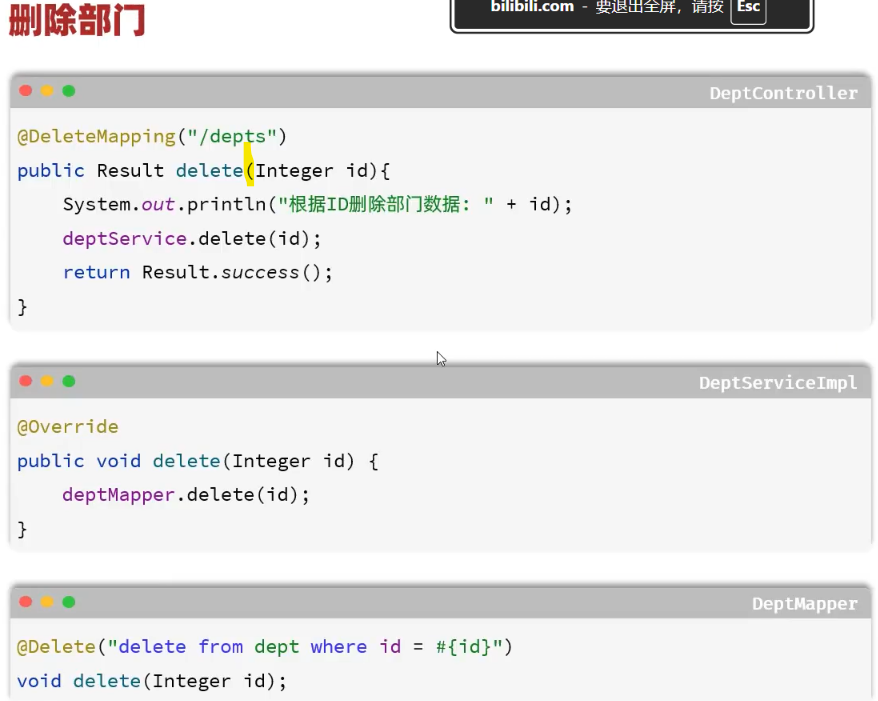 删除部门
bilibili.com - 要退出全屏，请按 Esc
DeptController
@DeleteMapping("/depts")
public Result delete(Integer id){
System.out.println("根据ID删除部门数据: " + id);
deptService.delete(id);
return Result.success();
}
DeptServiceImpl
@Override
public void delete(Integer id) {
deptMapper.delete(id);
}
DeptMapper
@Delete("delete from dept where id = #{id}")
void delete(Integer id);